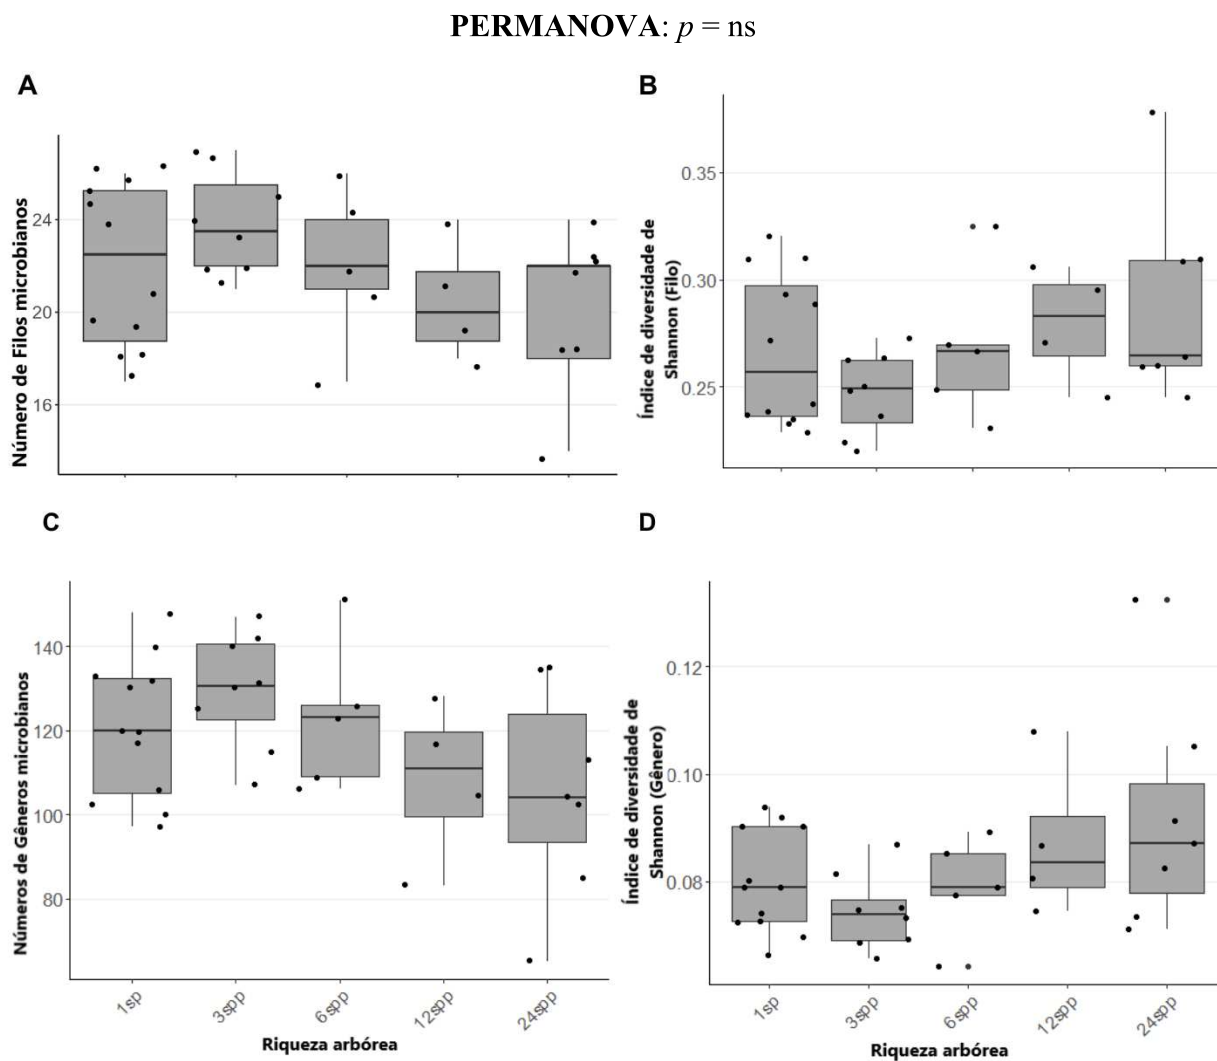 PERMANOVA: p = ns
A
Número de Filos microbianos
24
20
16
B
Índice de diversidade de
Shannon (Filo)
0.35
0.30
0.25
C
Números de Gêneros microbianos
140
120
100
80
1sp
3spp
6spp
12spp
24spp
Riqueza arbórea
D
Índice de diversidade de
Shannon (Gênero)
0.12
0.10
0.08
1sp
3spp
6spp
12spp
24spp
Riqueza arbórea